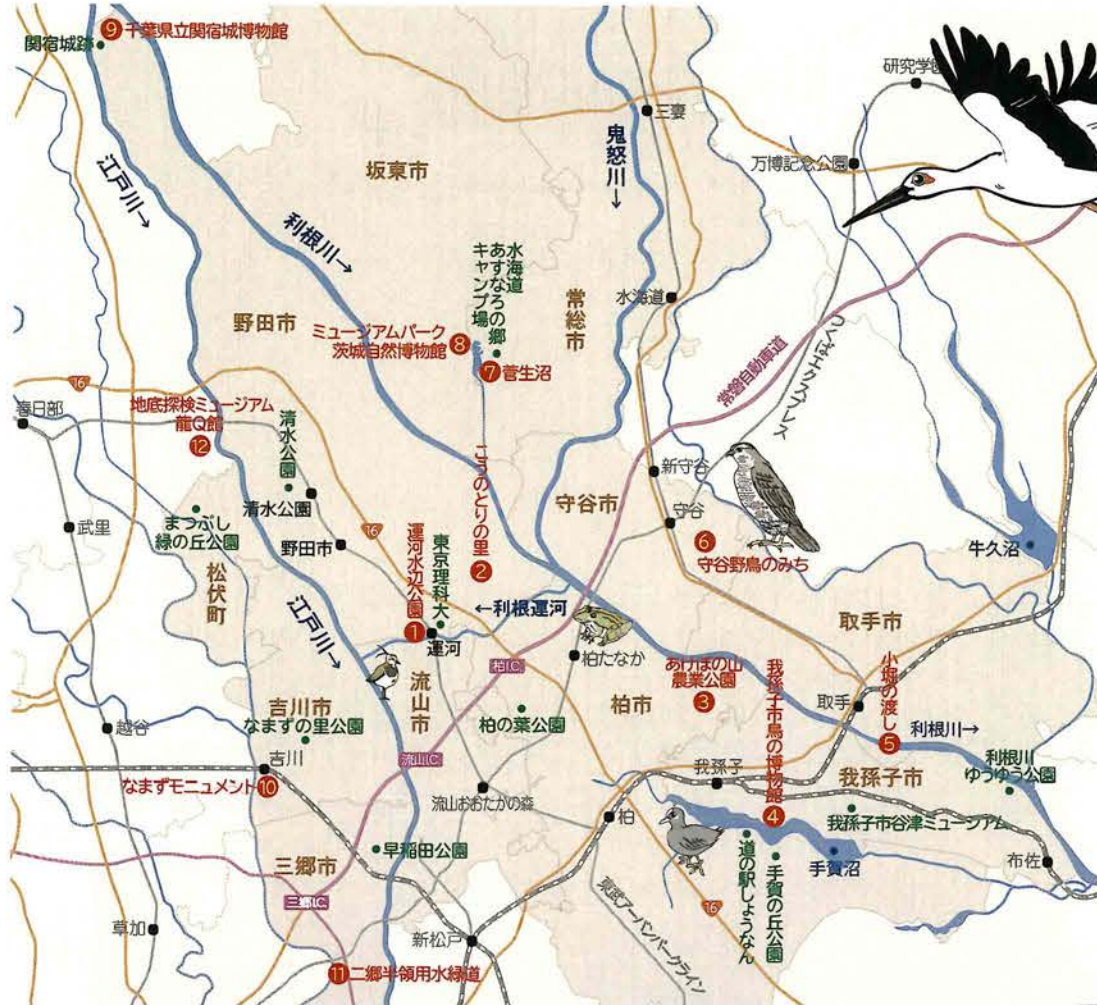 ⑨千葉県立関宿城博物館
関宿城跡
研究学園
三妻
鬼怒川→
万博記念公園
坂東市
江戸川→
利根川→
水海道
あすなろの郷
キャンプ場
常総市
水海道
野田市
ミュージアムパーク
茨城自然博物館
⑧
⑦菅生沼
常磐自動車道
つくばエクスプレス
16
春日部
地底探検ミュージアム
龍Q館
⑫
清水公園
清水公園
こうのとりの里
②
新守谷
守谷市
守谷
武里
まつぶし
緑の丘公園
野田市
16
運河水辺公園
①
東京理科大
⑥
守谷野鳥のみち
牛久沼
松伏町
江戸川→
←利根運河
運河
取手市
柏I.C.
柏たなか
あけぼの山
農業公園
③
我孫子市鳥の博物館
④
小堀の渡し
⑤
取手
流山市
柏市
吉川市
なまずの里公園
柏の葉公園
利根川→
越谷
流山I.C.
吉川
我孫子
我孫子市
利根川
ゆうゆう公園
なまずモニュメント⑩
流山おおたかの森
柏
我孫子市谷津ミュージアム
早稲田公園
道の駅しょうなん
手賀の丘公園
手賀沼
布佐
三郷市
三郷I.C.
16
草加
新松戸
東武アーバンパークライン
⑪二郷半領用水緑道